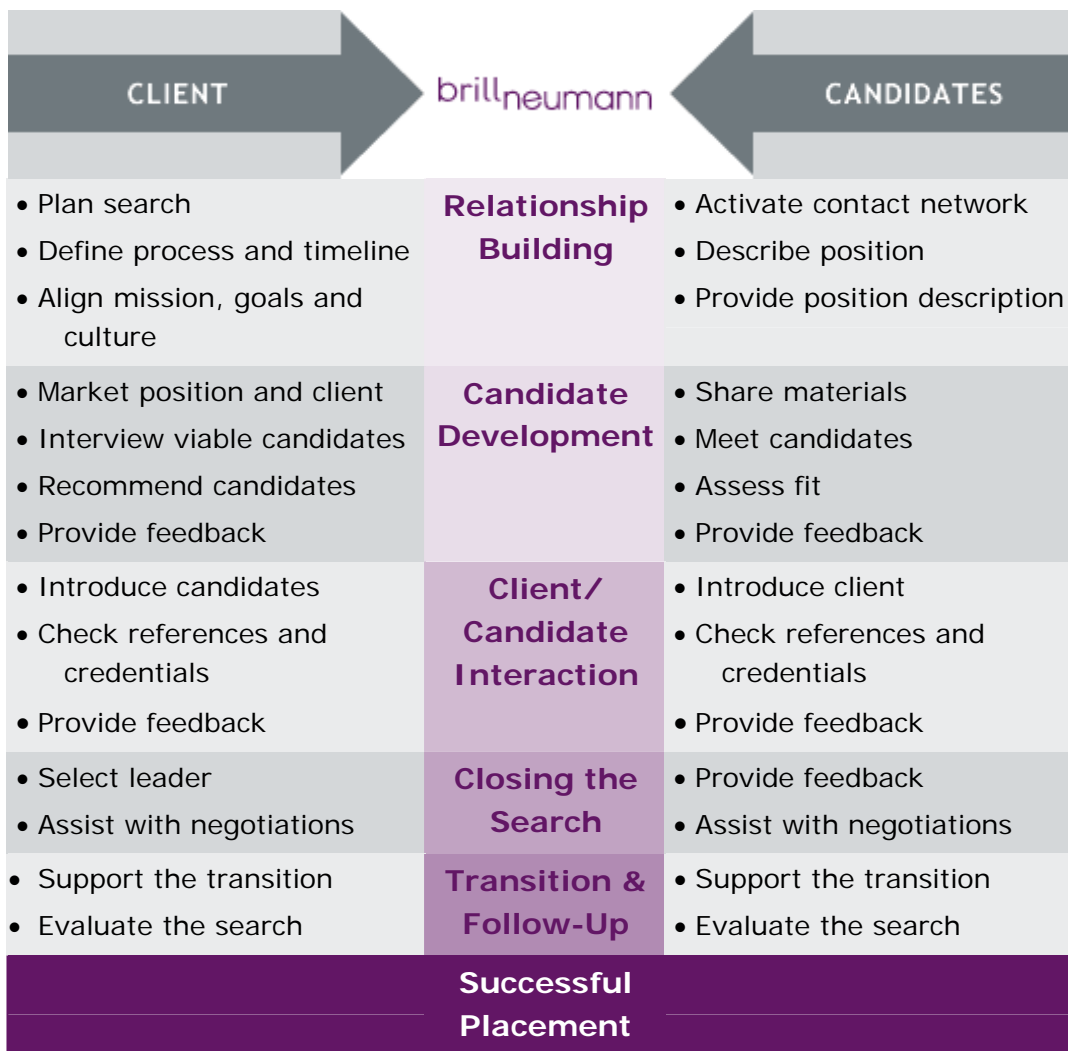 CLIENT
brillneumann
CANDIDATES
• Plan search
• Define process and timeline
• Align mission, goals and
culture
Relationship
Building
• Activate contact network
• Describe position
• Provide position description
• Market position and client
• Interview viable candidates
• Recommend candidates
• Provide feedback
Candidate
Development
• Share materials
• Meet candidates
• Assess fit
• Provide feedback
• Introduce candidates
• Check references and
credentials
• Provide feedback
Client/
Candidate
Interaction
• Introduce client
• Check references and
credentials
• Provide feedback
• Select leader
• Assist with negotiations
Closing the
Search
• Provide feedback
• Assist with negotiations
• Support the transition
• Evaluate the search
Transition &
Follow-Up
• Support the transition
• Evaluate the search
Successful
Placement